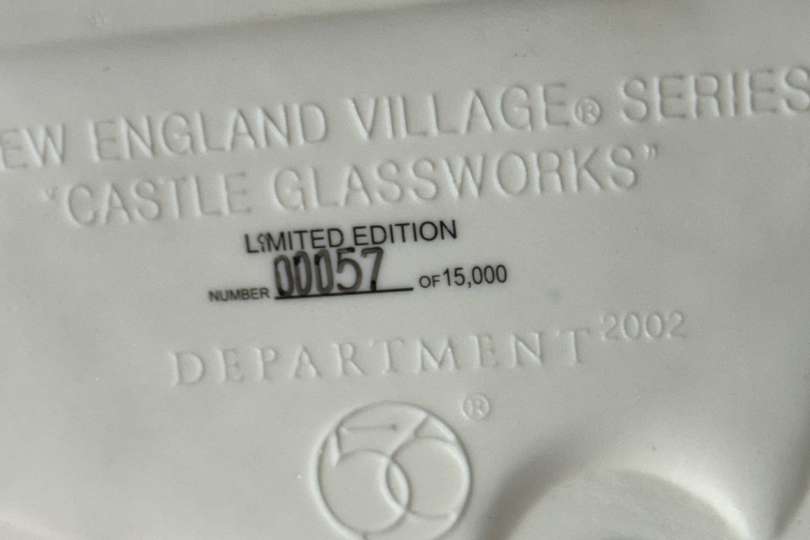 EW ENGLAND VILLAGE® SERIES
"CASTLE GLASSWORKS"
LIMITED EDITION
NUMBER 00057 OF 15,000
DEPARTMENT 2002
56 ®